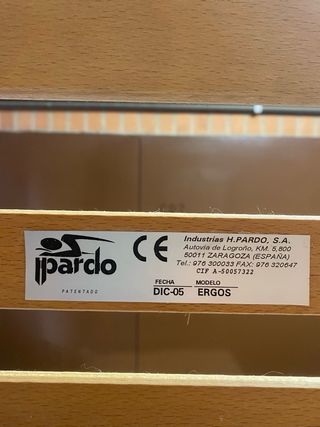 pardo
PATENTADO
CE
Industrias H.PARDO, S.A.
Autovía de Logroño, KM. 5,800
50011 ZARAGOZA (ESPAÑA)
Tel.: 976 300033 FAX: 976 320647
CIF A-50057322
FECHA MODELO
DIC-05 ERGOS